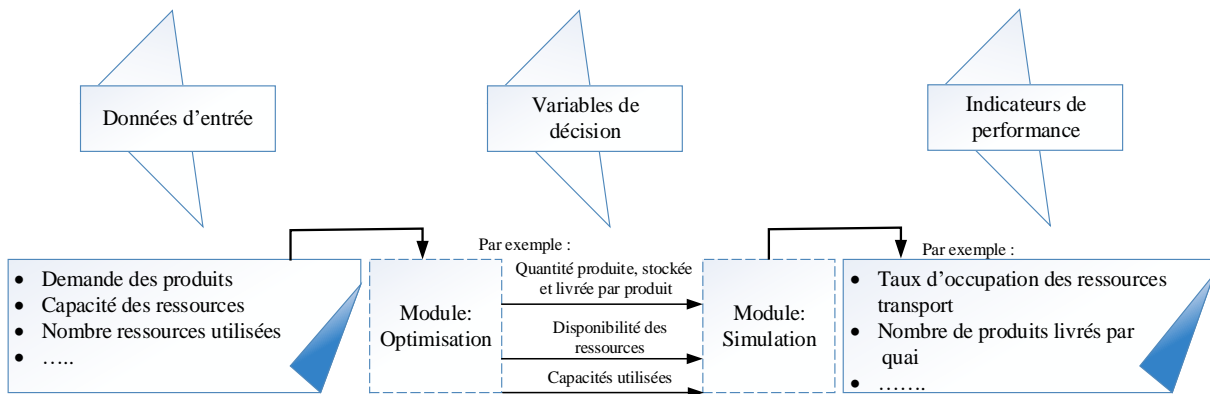 Données d'entrée
Variables de
décision
Indicateurs de
performance
• Demande des produits
• Capacité des ressources
• Nombre ressources utilisées
• …..
Module:
Optimisation
Par exemple :
Quantité produite, stockée
et livrée par produit
Disponibilité des
ressources
Capacités utilisées
Module:
Simulation
Par exemple :
• Taux d'occupation des ressources
transport
• Nombre de produits livrés par
quai
• …….